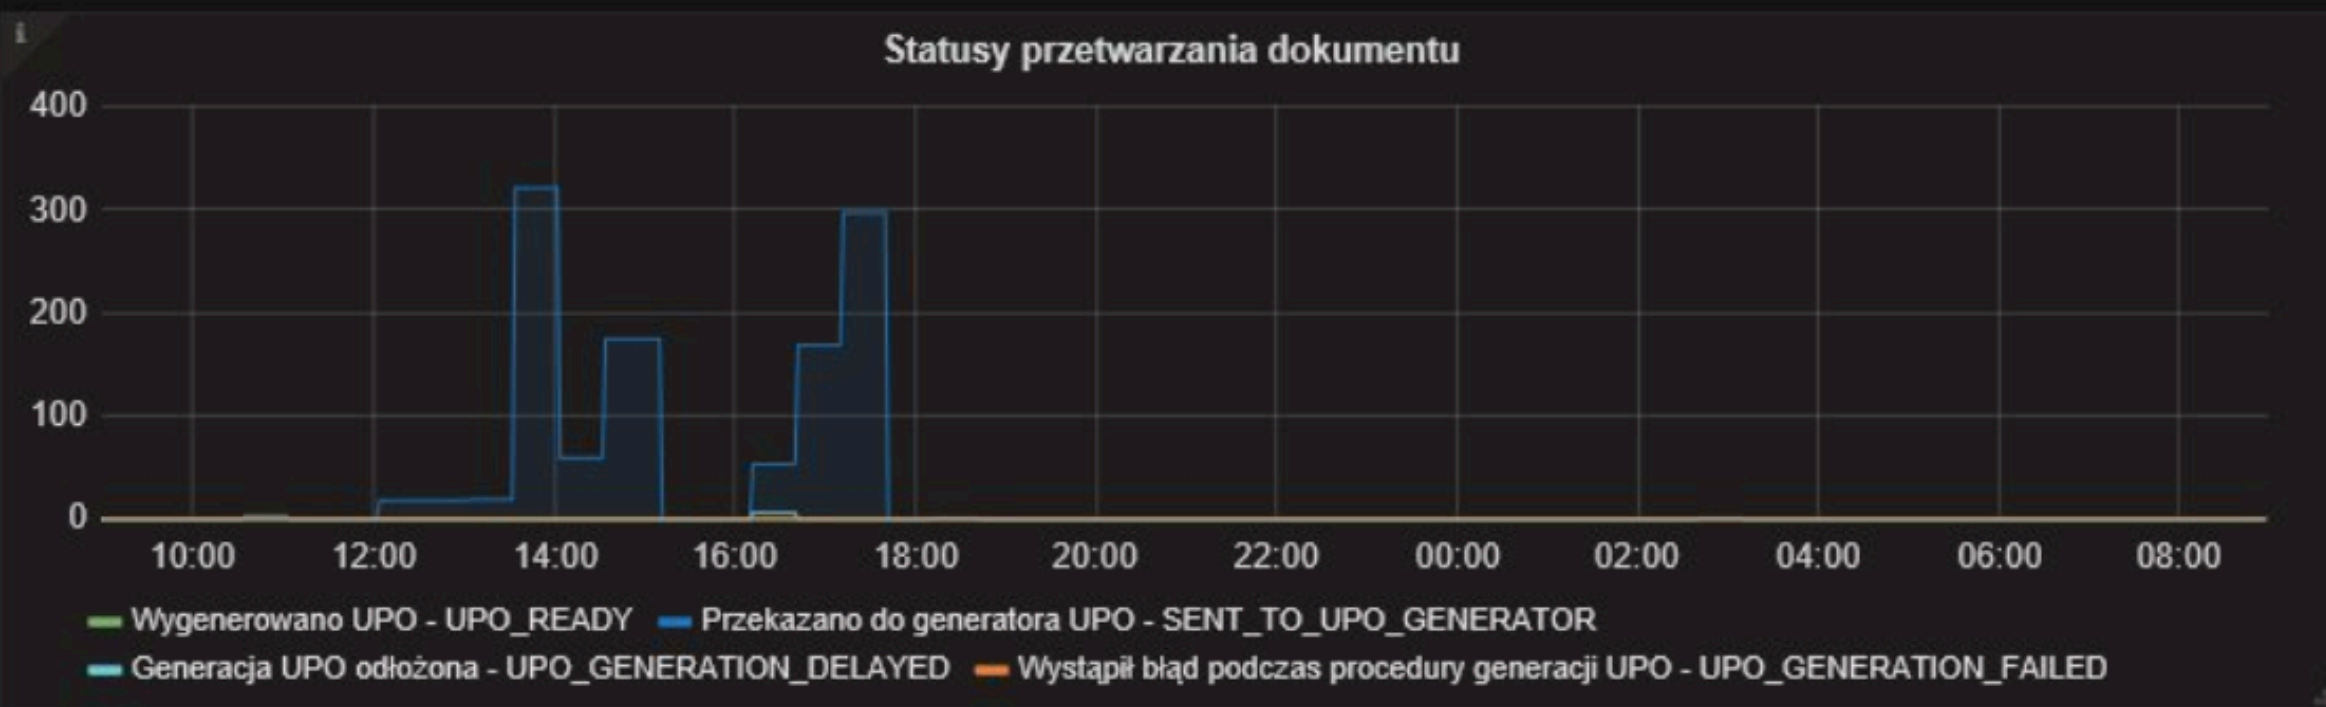 i
Statusy przetwarzania dokumentu
400
300
200
100
0
10:00 12:00 14:00 16:00 18:00 20:00 22:00 00:00 02:00 04:00 06:00 08:00
Wygenerowano UPO - UPO_READY Przekazano do generatora UPO - SENT_TO_UPO_GENERATOR
Generacja UPO odłożona - UPO_GENERATION_DELAYED Wystąpił błąd podczas procedury generacji UPO - UPO_GENERATION_FAILED